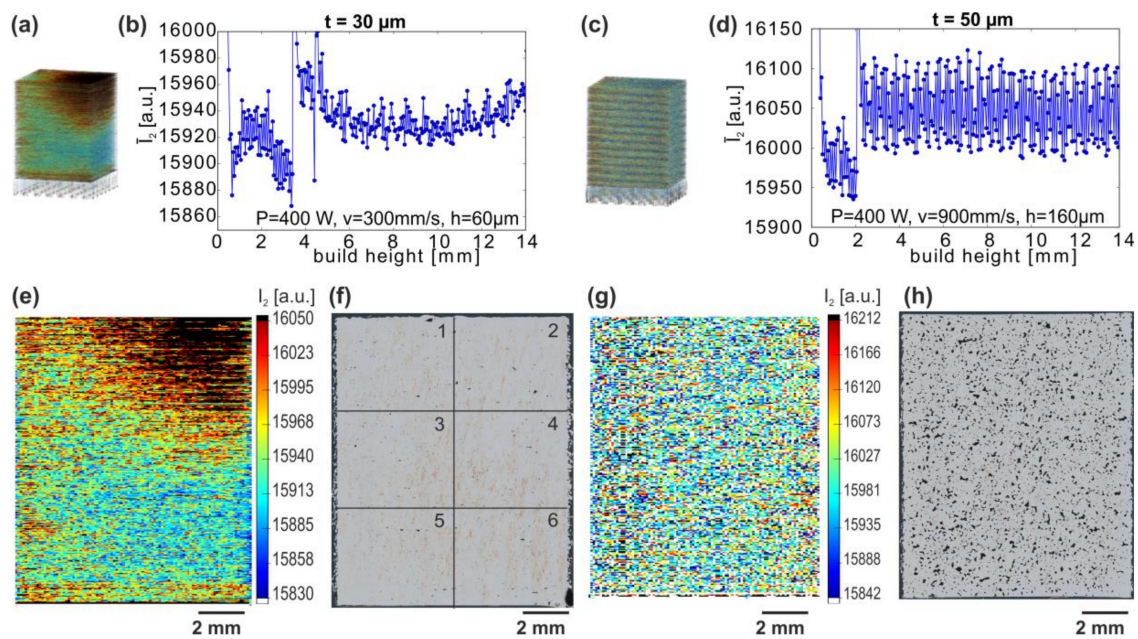 (a)
(b)
t = 30 µm
16000
15980
15960
15940
15920
15900
15880
15860
Ī₂ [a.u.]
P=400 W, v=300mm/s, h=60µm
0 2 4 6 8 10 12 14
build height [mm]
(c)
(d)
t = 50 µm
16150
16100
16050
16000
15950
15900
Ī₂ [a.u.]
P=400 W, v=900mm/s, h=160µm
0 2 4 6 8 10 12 14
build height [mm]
(e)
I₂ [a.u.]
16050
16023
15995
15968
15940
15913
15885
15858
15830
2 mm
(f)
1 2
3 4
5 6
2 mm
(g)
I₂ [a.u.]
16212
16166
16120
16073
16027
15981
15935
15888
15842
2 mm
(h)
2 mm